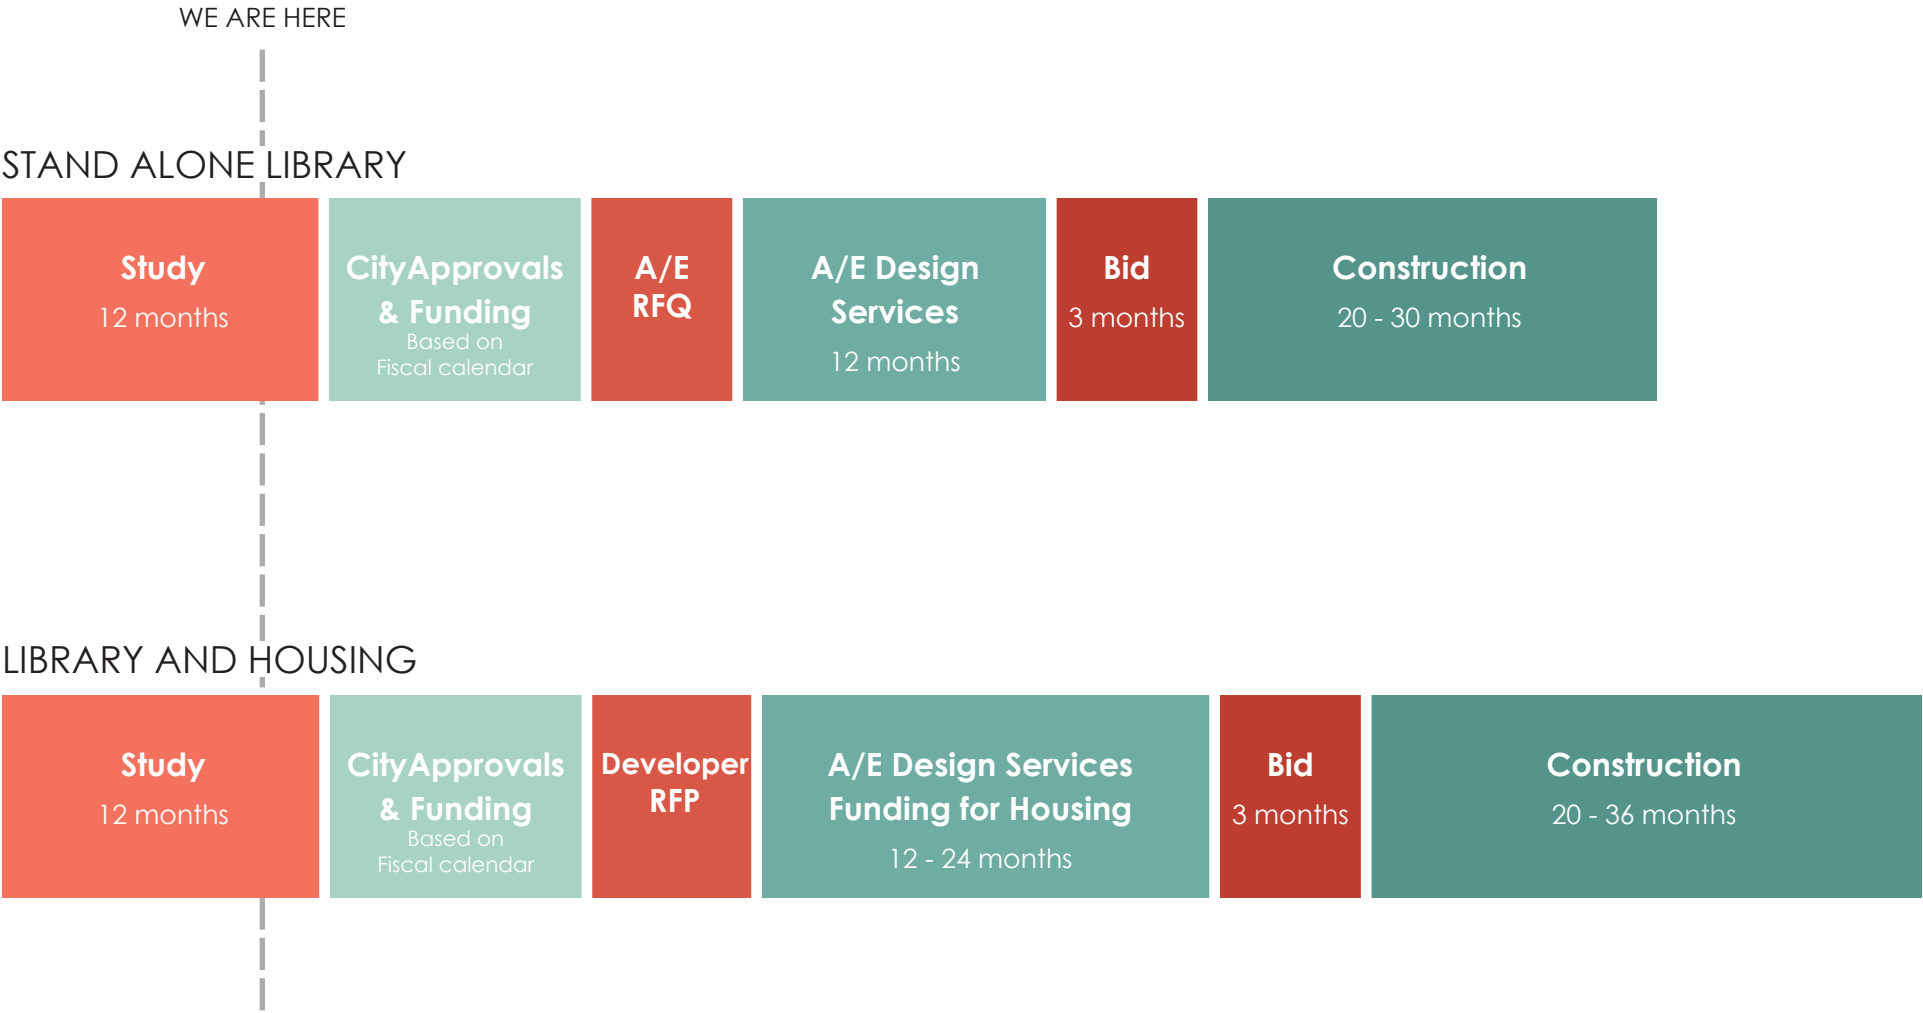 WE ARE HERE
STAND ALONE LIBRARY
Study
12 months
CityApprovals
& Funding
Based on
Fiscal calendar
A/E
RFQ
A/E Design
Services
12 months
Bid
3 months
Construction
20 - 30 months
LIBRARY AND HOUSING
Study
12 months
CityApprovals
& Funding
Based on
Fiscal calendar
Developer
RFP
A/E Design Services
Funding for Housing
12 - 24 months
Bid
3 months
Construction
20 - 36 months